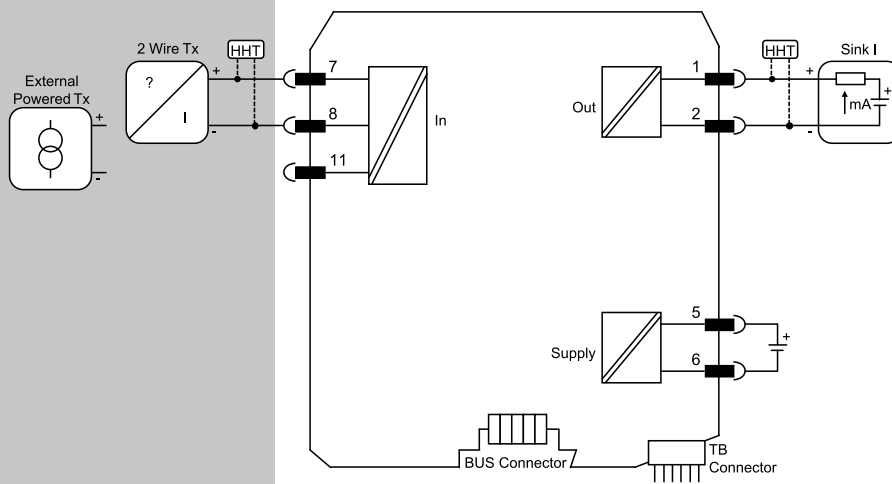 2 Wire Tx
HHT
External
Powered Tx
+
-
?
I
+
-
7
8
11
In
Out
1
2
HHT
Sink I
+
-
mA
+
Supply
5
6
+
BUS Connector
TB
Connector